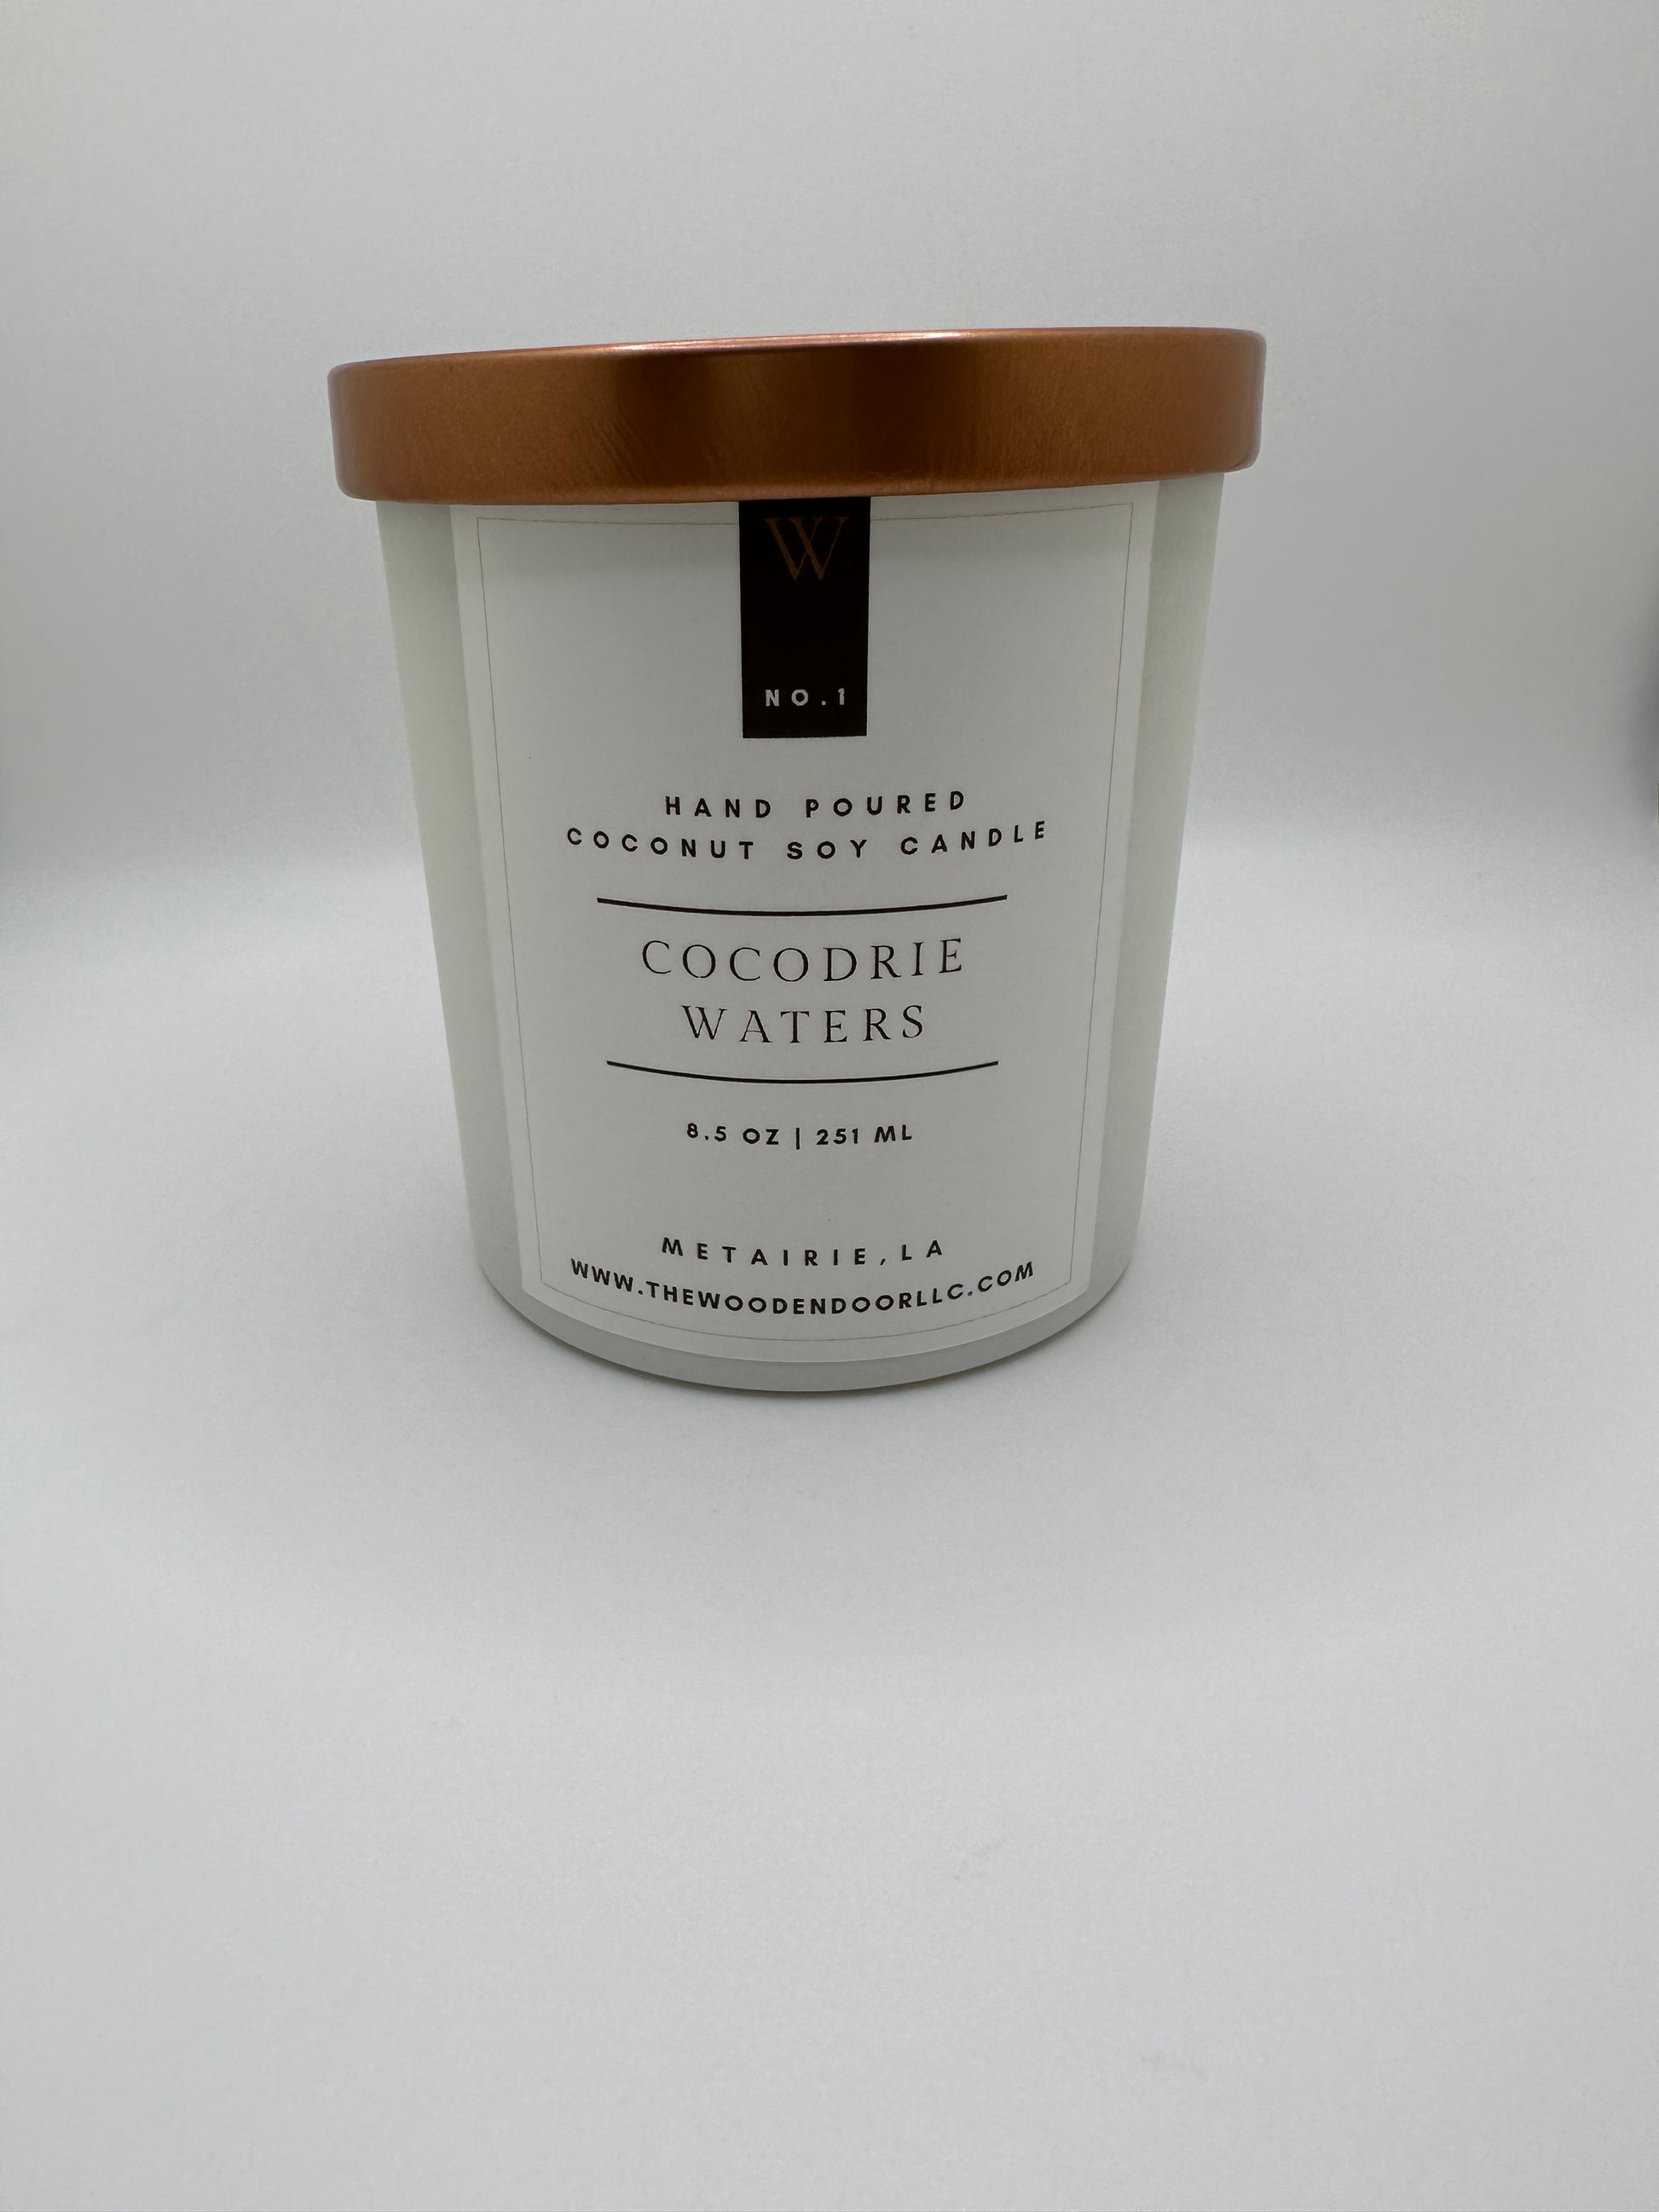 W
NO.1
HAND POURED
COCONUT SOY CANDLE
COCODRIE
WATERS
8.5 OZ | 251 ML
METAIRIE,LA
WWW.THEWOODENDOORLLC.COM